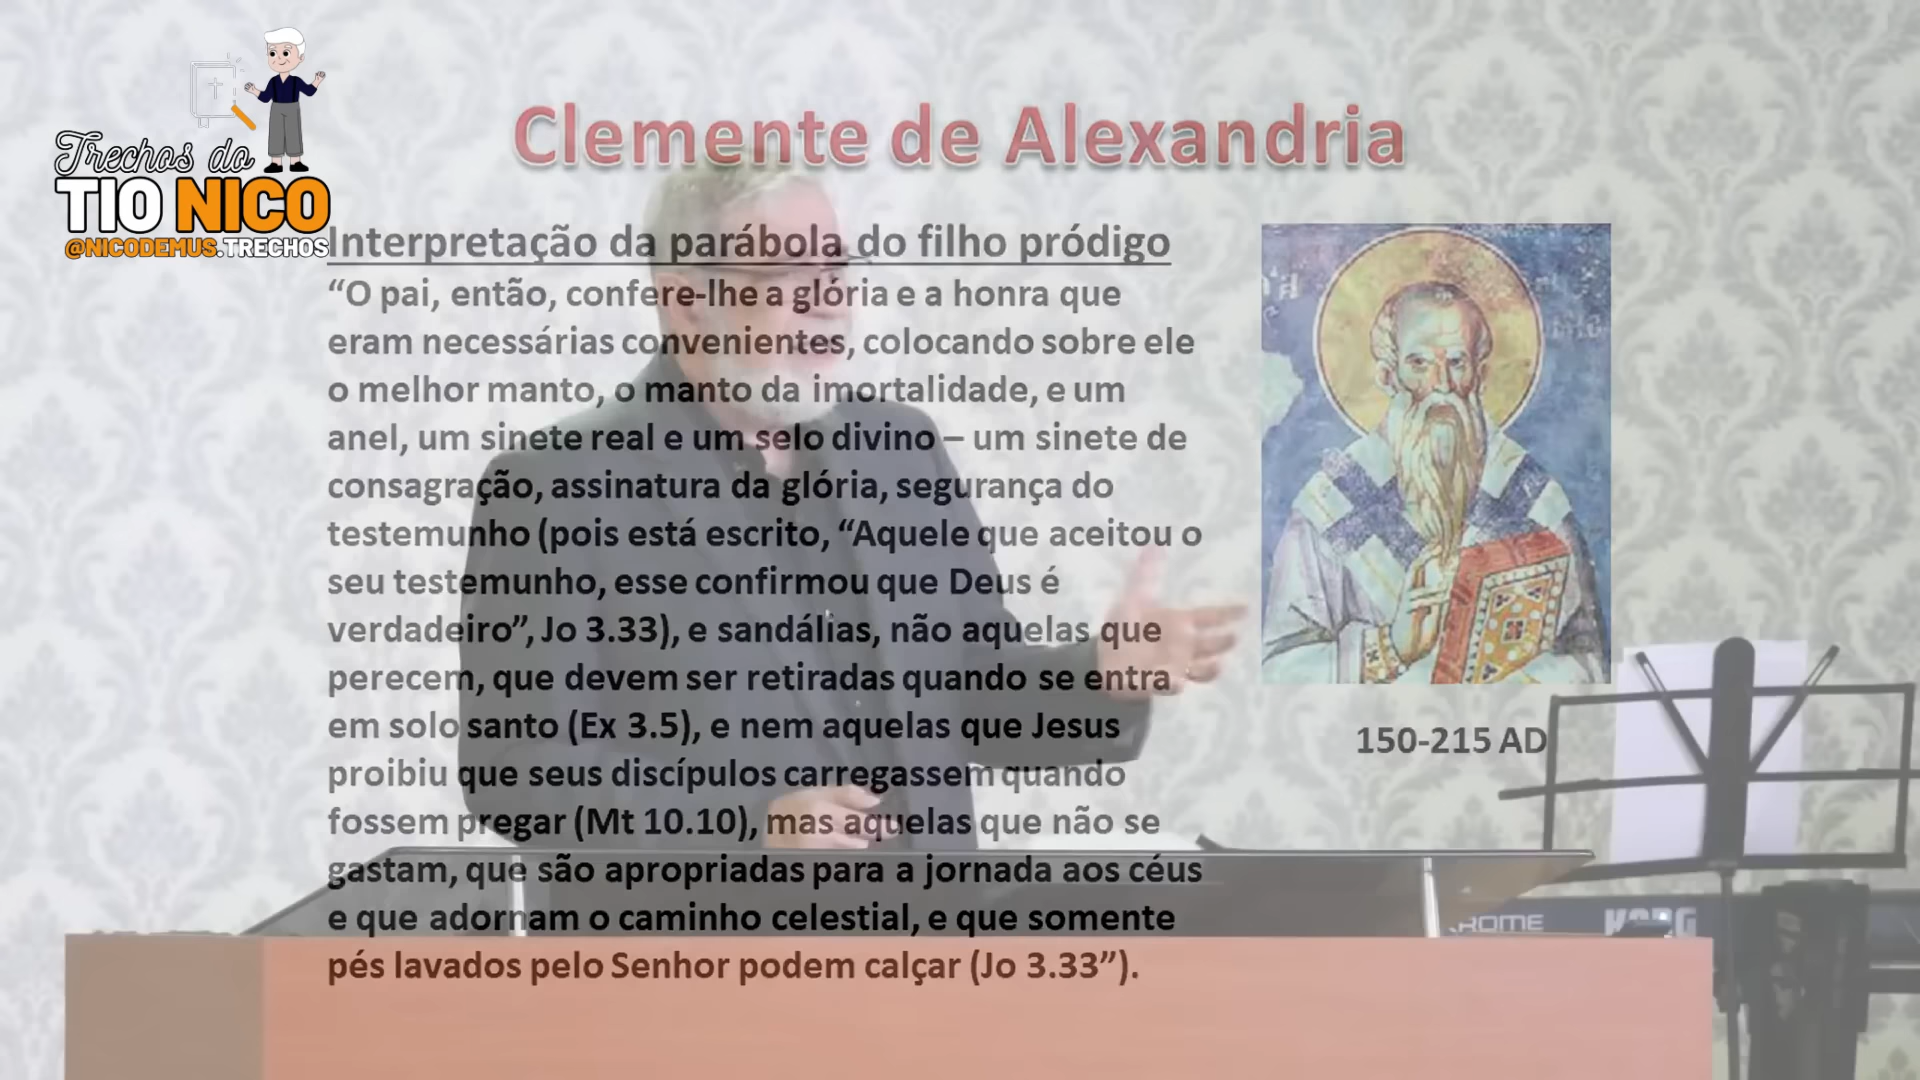 Trechos do
TIO NICO
@NICODEMUS.TRECHOS
Clemente de Alexandria
Interpretação da parábola do filho pródigo
“O pai, então, confere-lhe a glória e a honra que
eram necessárias convenientes, colocando sobre ele
o melhor manto, o manto da imortalidade, e um
anel, um sinete real e um selo divino – um sinete de
consagração, assinatura da glória, segurança do
testemunho (pois está escrito, “Aquele que aceitou o
seu testemunho, esse confirmou que Deus é
verdadeiro”, Jo 3.33), e sandálias, não aquelas que
perecem, que devem ser retiradas quando se entra
em solo santo (Ex 3.5), e nem aquelas que Jesus
proibiu que seus discípulos carregassem quando
fossem pregar (Mt 10.10), mas aquelas que não se
gastam, que são apropriadas para a jornada aos céus
e que adornam o caminho celestial, e que somente
pés lavados pelo Senhor podem calçar (Jo 3.33”).
150-215 AD
KORG